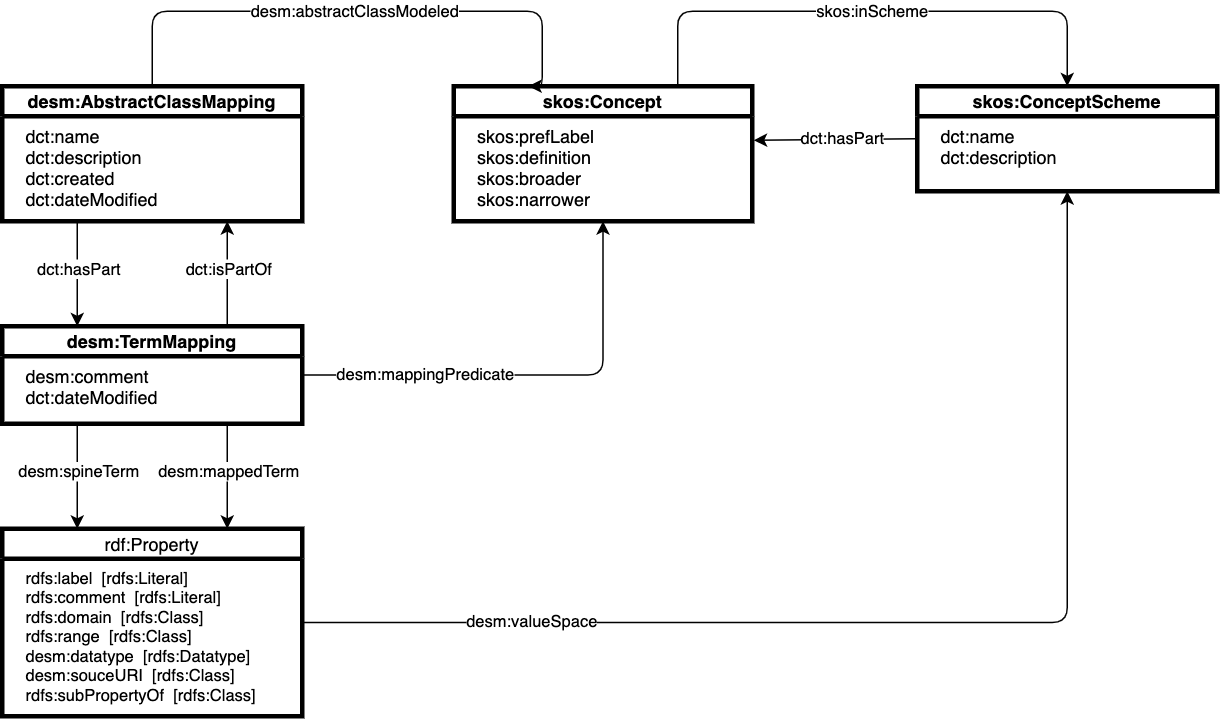 desm:abstractClassModeled
skos:inScheme
desm:AbstractClassMapping
dct:name
dct:description
dct:created
dct:dateModified
skos:Concept
skos:prefLabel
skos:definition
skos:broader
skos:narrower
dct:hasPart
skos:ConceptScheme
dct:name
dct:description
dct:hasPart
dct:isPartOf
desm:TermMapping
desm:comment
dct:dateModified
desm:mappingPredicate
desm:spineTerm
desm:mappedTerm
rdf:Property
rdfs:label [rdfs:Literal]
rdfs:comment [rdfs:Literal]
rdfs:domain [rdfs:Class]
rdfs:range [rdfs:Class]
desm:datatype [rdfs:Datatype]
desm:souceURI [rdfs:Class]
rdfs:subPropertyOf [rdfs:Class]
desm:valueSpace